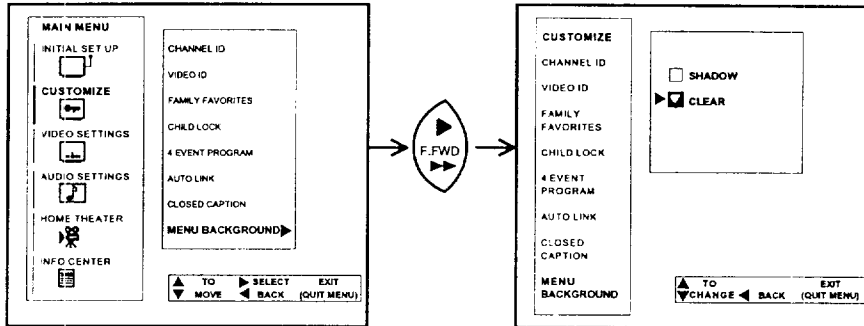 MAIN MENU
INITIAL SET UP
CUSTOMIZE
VIDEO SETTINGS
AUDIO SETTINGS
HOME THEATER
INFO CENTER
CHANNEL ID
VIDEO ID
FAMILY FAVORITES
CHILD LOCK
4 EVENT PROGRAM
AUTO LINK
CLOSED CAPTION
MENU BACKGROUND
TO SELECT EXIT
MOVE BACK (QUIT MENU)
F.FWD
CUSTOMIZE
CHANNEL ID
VIDEO ID
FAMILY
FAVORITES
CHILD LOCK
4 EVENT
PROGRAM
AUTO LINK
CLOSED
CAPTION
MENU
BACKGROUND
SHADOW
CLEAR
TO EXIT
CHANGE BACK (QUIT MENU)